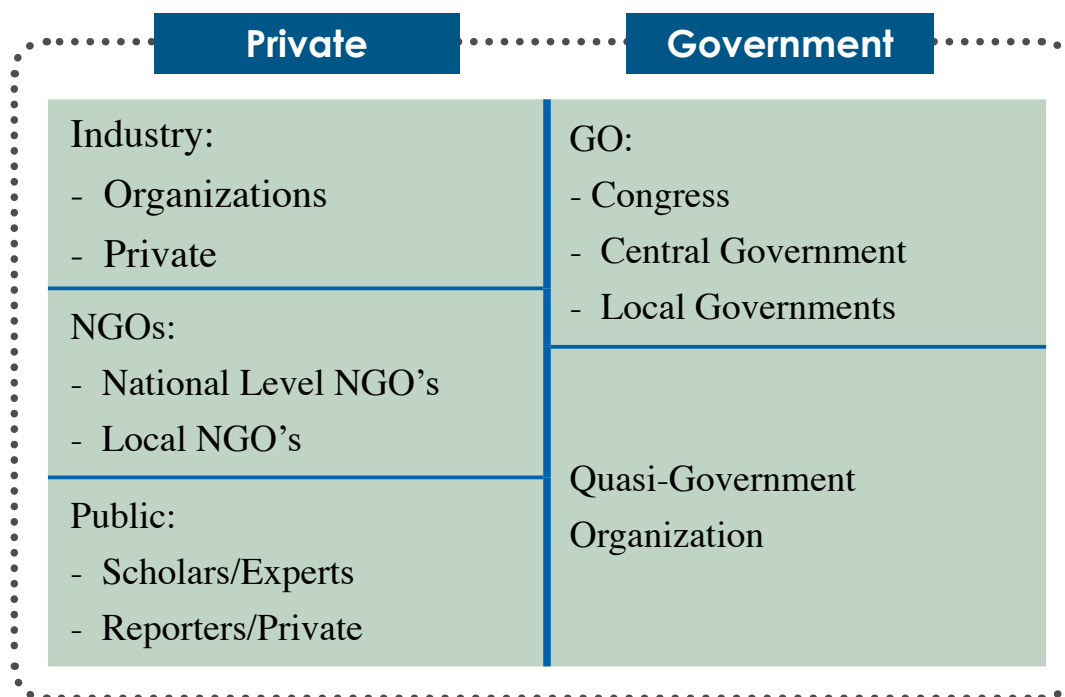 Private
Government
Industry:
- Organizations
- Private
NGOs:
- National Level NGO’s
- Local NGO’s
Public:
- Scholars/Experts
- Reporters/Private
GO:
- Congress
- Central Government
- Local Governments
Quasi-Government
Organization